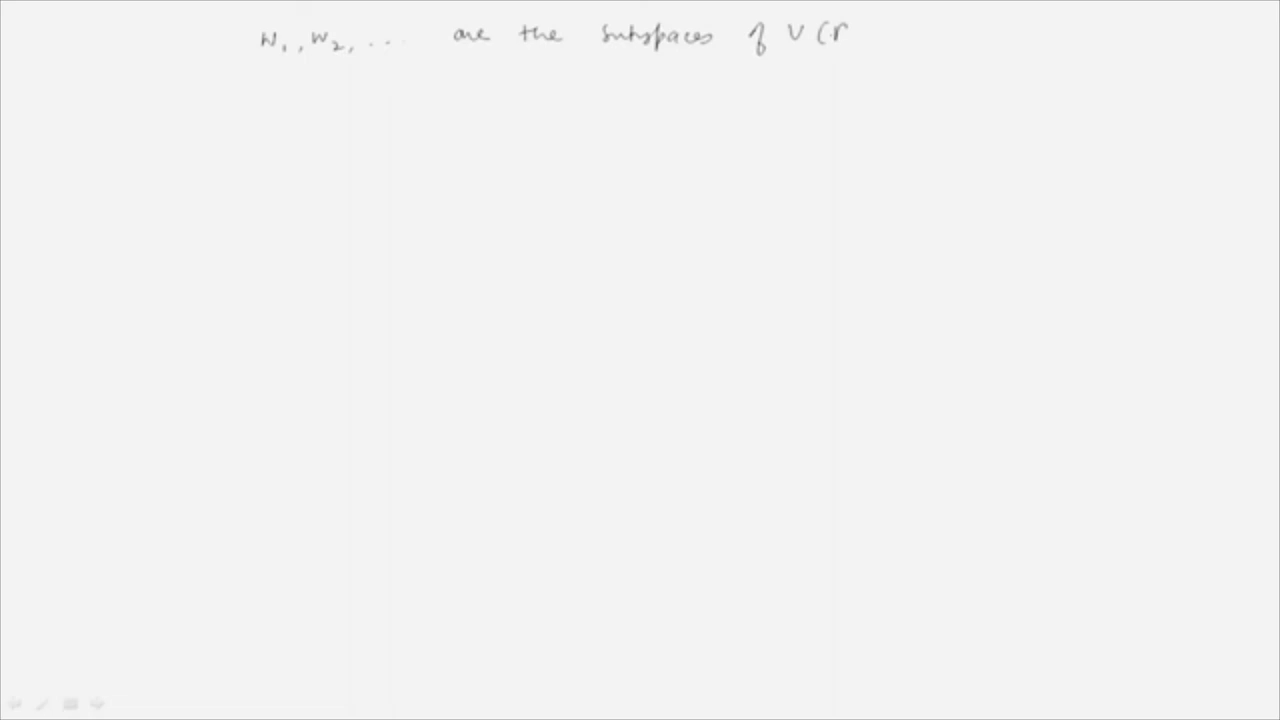 W₁, W₂, ... are the subspaces of V (F